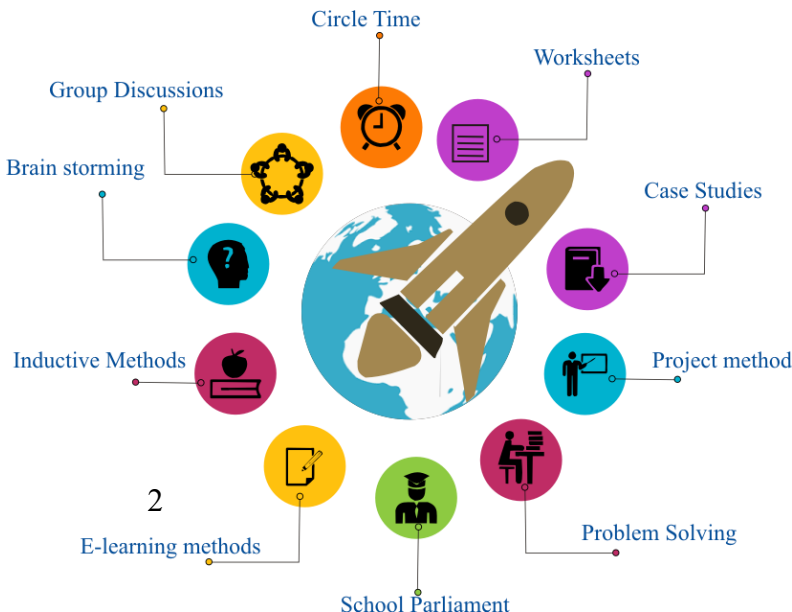 Circle Time
Worksheets
Group Discussions
Brain storming
Case Studies
Inductive Methods
Project method
2
Problem Solving
E-learning methods
School Parliament
?